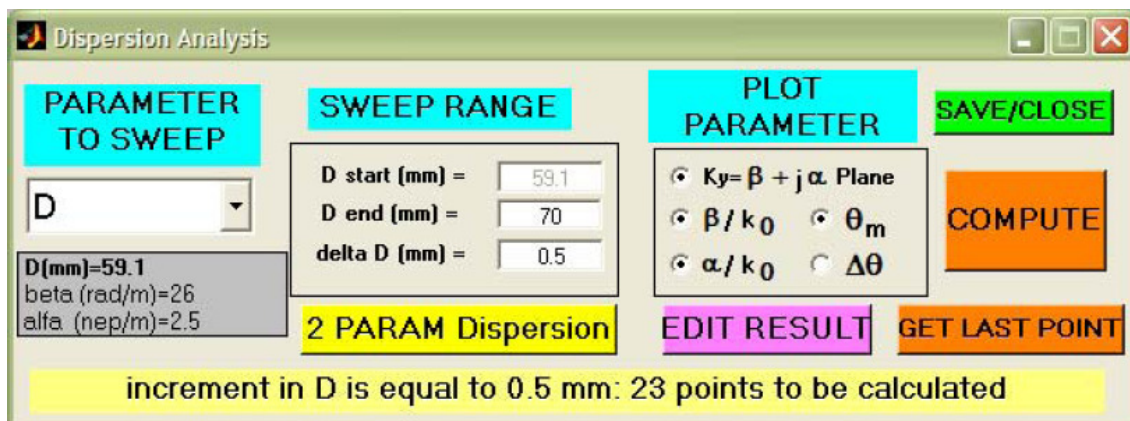 Dispersion Analysis
PARAMETER
TO SWEEP
D
D(mm)=59.1
beta (rad/m)=26
alfa (nep/m)=2.5
SWEEP RANGE
D start (mm) = 59.1
D end (mm) = 70
delta D (mm) = 0.5
2 PARAM Dispersion
PLOT
PARAMETER
Ky= β + j α Plane
β / k₀ θₘ
α / k₀ Δθ
EDIT RESULT
SAVE/CLOSE
COMPUTE
GET LAST POINT
increment in D is equal to 0.5 mm: 23 points to be calculated